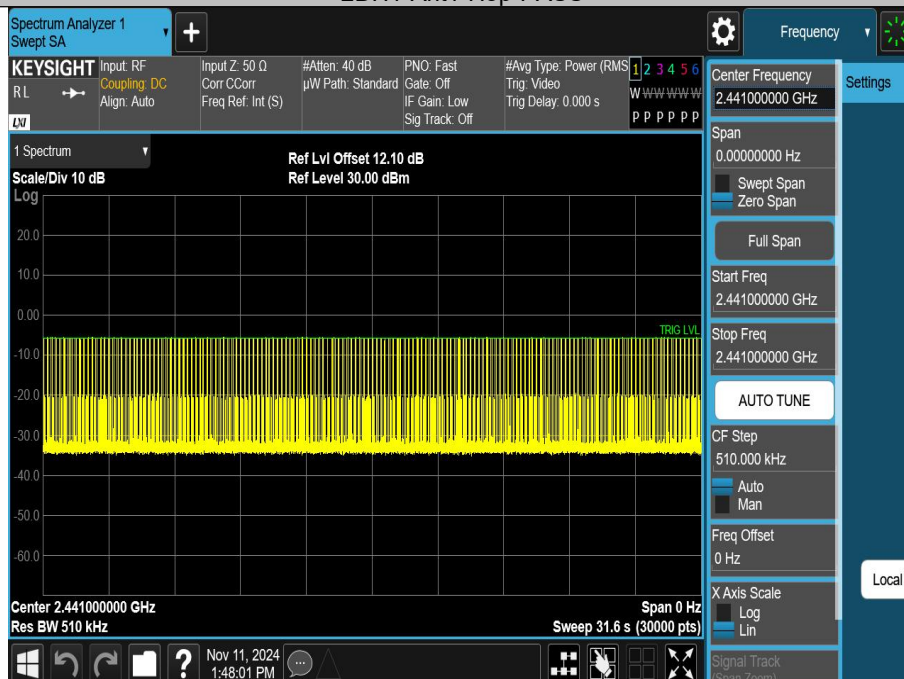 Spectrum Analyzer 1
Swept SA
Frequency
KEYSIGHT
R L
LXI
Input: RF
Coupling: DC
Align: Auto
Input Z: 50 Ω
Corr CCorr
Freq Ref: Int (S)
#Atten: 40 dB
µW Path: Standard
PNO: Fast
Gate: Off
IF Gain: Low
Sig Track: Off
#Avg Type: Power (RMS
Trig: Video
Trig Delay: 0.000 s
1 2 3 4 5 6
W W W W W W
P P P P P P
1 Spectrum
Scale/Div 10 dB
Ref Lvl Offset 12.10 dB
Ref Level 30.00 dBm
Log
20.0
10.0
0.00
-10.0
-20.0
-30.0
-40.0
-50.0
-60.0
TRIG LVL
Center 2.441000000 GHz
Res BW 510 kHz
Span 0 Hz
Sweep 31.6 s (30000 pts)
Nov 11, 2024
1:48:01 PM
Center Frequency
2.441000000 GHz
Span
0.00000000 Hz
Swept Span
Zero Span
Full Span
Start Freq
2.441000000 GHz
Stop Freq
2.441000000 GHz
AUTO TUNE
CF Step
510.000 kHz
Auto
Man
Freq Offset
0 Hz
X Axis Scale
Log
Lin
Signal Track
(Span Zoom)
Settings
Local